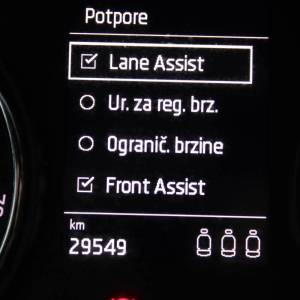 Potpore
Lane Assist
Ur. za reg. brz.
Ogranič. brzine
Front Assist
km
29549